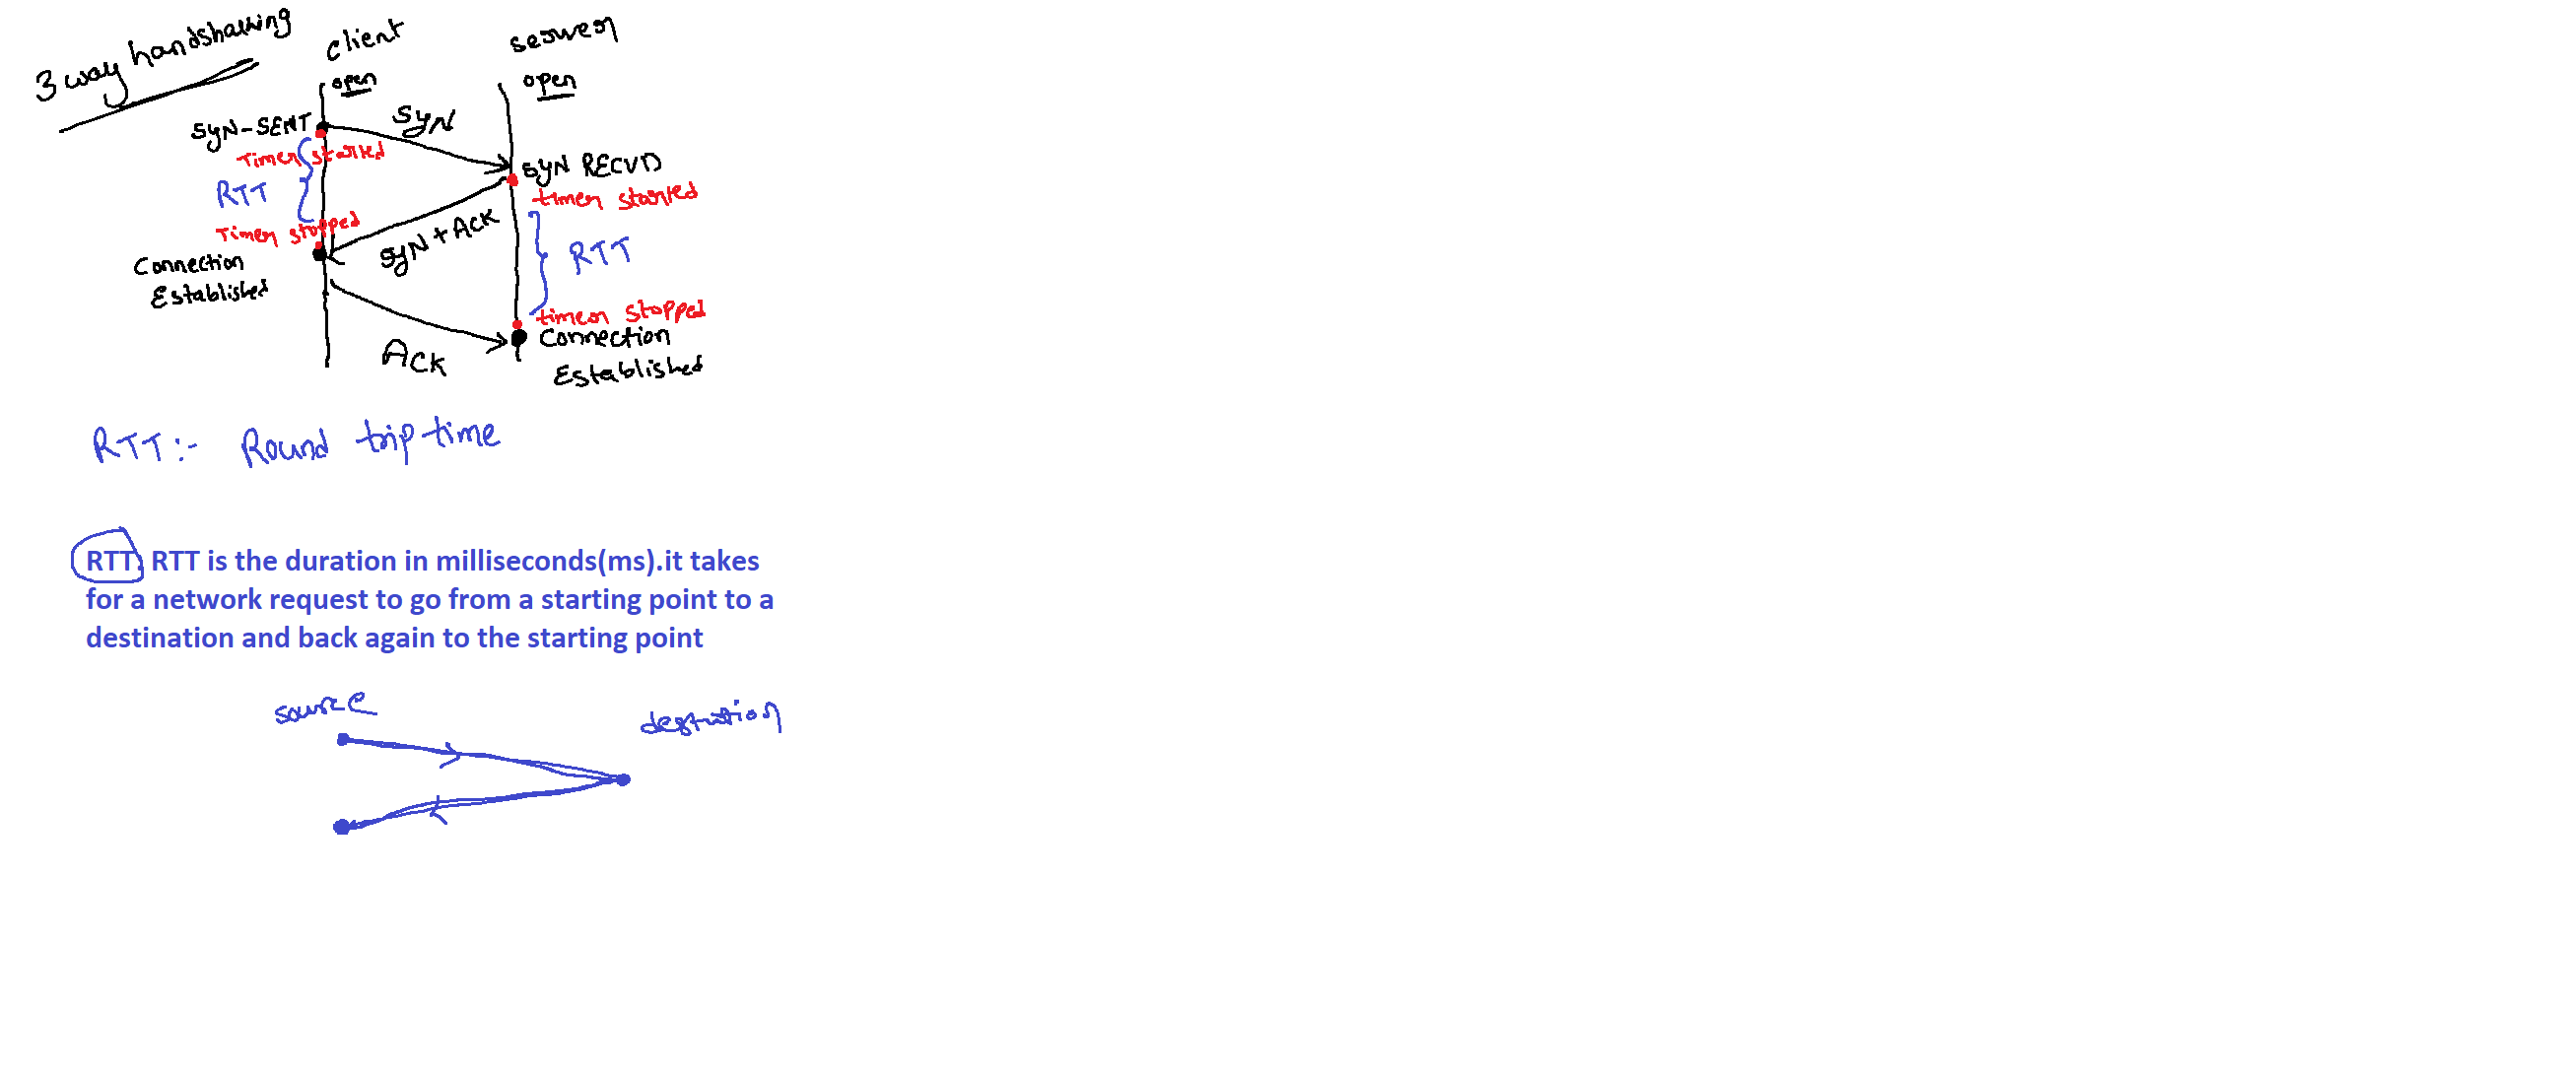 3 way handshaking
client
server
open
open
SYN-SENT
SYN
Timer started
SYN RECVD
timer started
RTT
Timer stopped
SYN + Ack
RTT
Connection
Established
timer stopped
Connection
Established
Ack
RTT:- Round trip time
RTT. RTT is the duration in milliseconds(ms).it takes
for a network request to go from a starting point to a
destination and back again to the starting point
source
destination